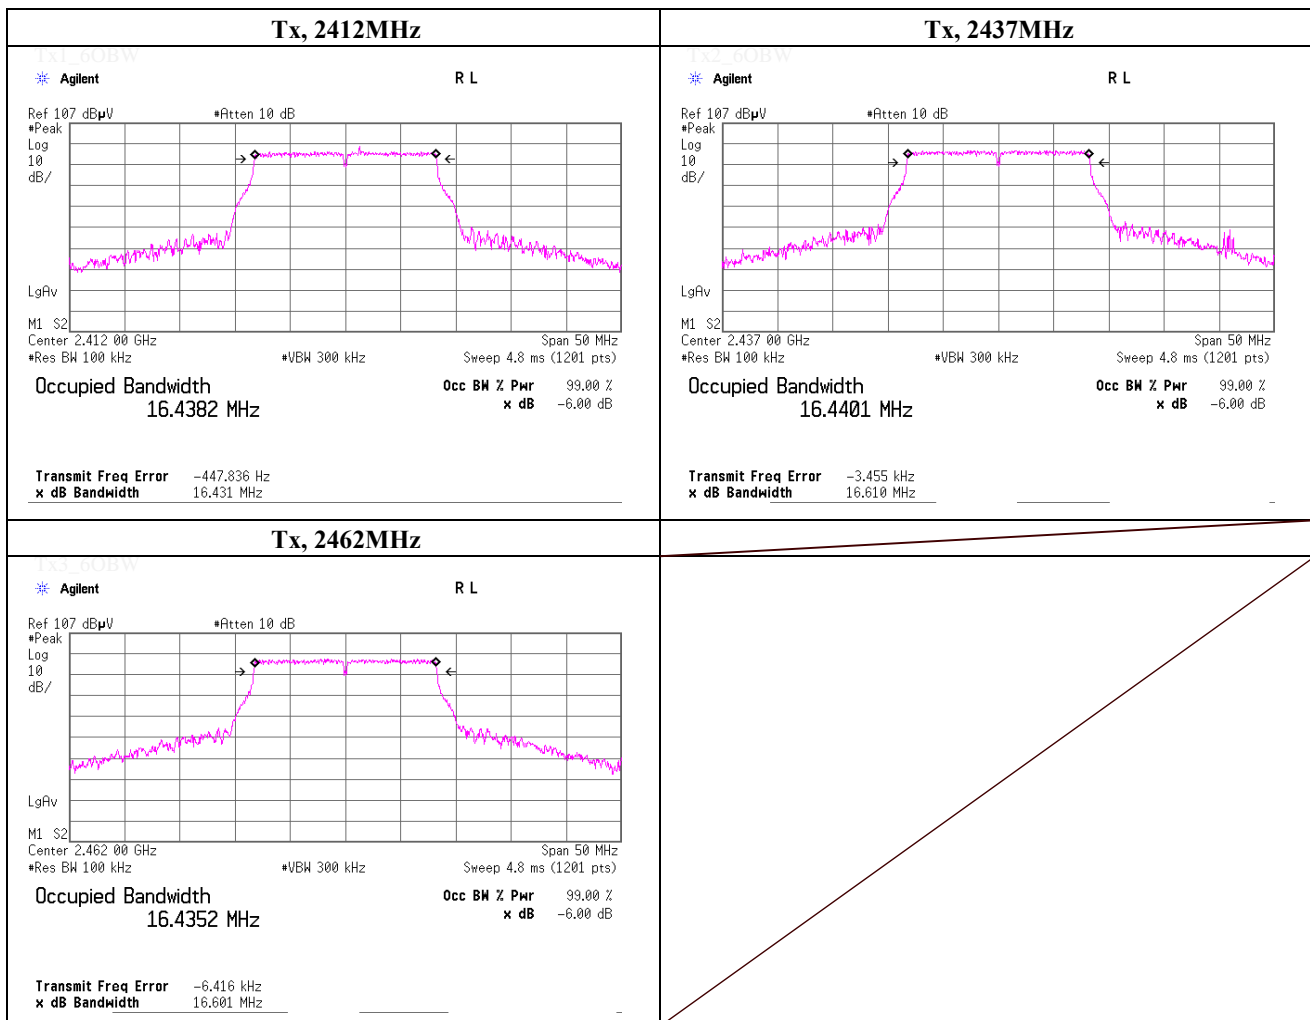 Tx, 2412MHz
Tx1_6OBW
Agilent
R L
Ref 107 dBµV
#Atten 10 dB
#Peak
Log
10
dB/
LgAv
M1 S2
Center 2.412 00 GHz
Span 50 MHz
#Res BW 100 kHz
#VBW 300 kHz
Sweep 4.8 ms (1201 pts)
Occupied Bandwidth
16.4382 MHz
Occ BW % Pwr 99.00 %
x dB -6.00 dB
Transmit Freq Error -447.836 Hz
x dB Bandwidth 16.431 MHz
Tx, 2437MHz
Tx2_6OBW
Agilent
R L
Ref 107 dBµV
#Atten 10 dB
#Peak
Log
10
dB/
LgAv
M1 S2
Center 2.437 00 GHz
Span 50 MHz
#Res BW 100 kHz
#VBW 300 kHz
Sweep 4.8 ms (1201 pts)
Occupied Bandwidth
16.4401 MHz
Occ BW % Pwr 99.00 %
x dB -6.00 dB
Transmit Freq Error -3.455 kHz
x dB Bandwidth 16.610 MHz
Tx, 2462MHz
Tx3_6OBW
Agilent
R L
Ref 107 dBµV
#Atten 10 dB
#Peak
Log
10
dB/
LgAv
M1 S2
Center 2.462 00 GHz
Span 50 MHz
#Res BW 100 kHz
#VBW 300 kHz
Sweep 4.8 ms (1201 pts)
Occupied Bandwidth
16.4352 MHz
Occ BW % Pwr 99.00 %
x dB -6.00 dB
Transmit Freq Error -6.416 kHz
x dB Bandwidth 16.601 MHz